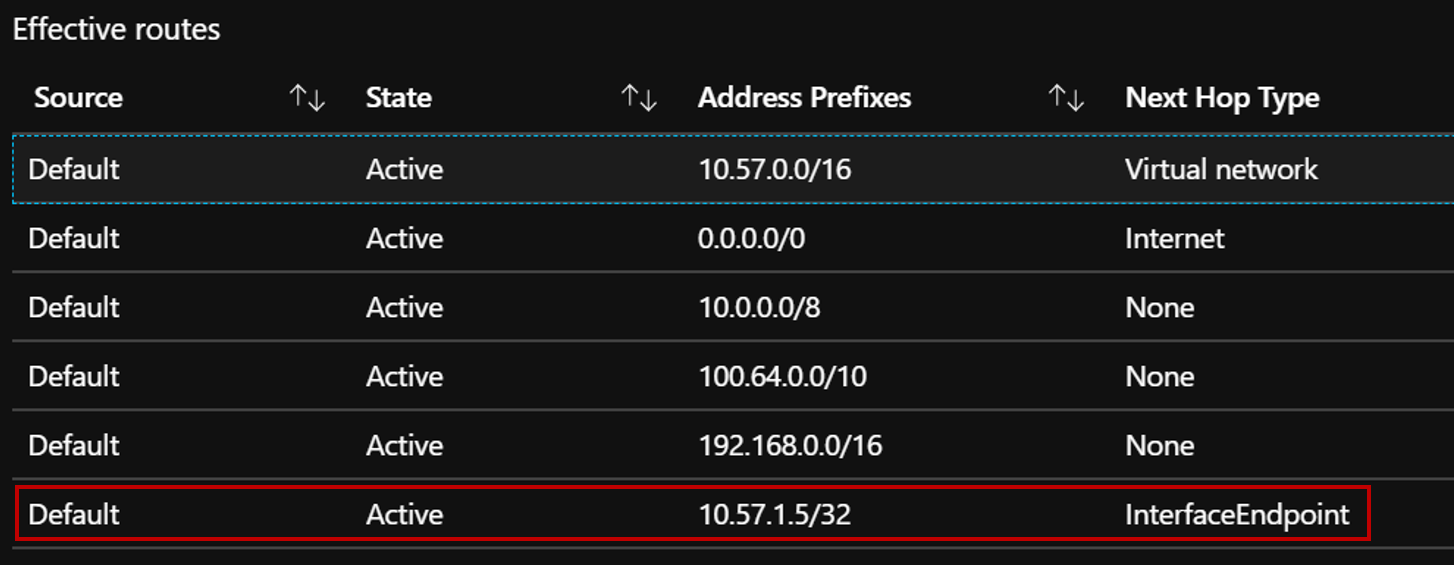 Effective routes
Source ↑↓ State ↑↓ Address Prefixes ↑↓ Next Hop Type
Default Active 10.57.0.0/16 Virtual network
Default Active 0.0.0.0/0 Internet
Default Active 10.0.0.0/8 None
Default Active 100.64.0.0/10 None
Default Active 192.168.0.0/16 None
Default Active 10.57.1.5/32 InterfaceEndpoint